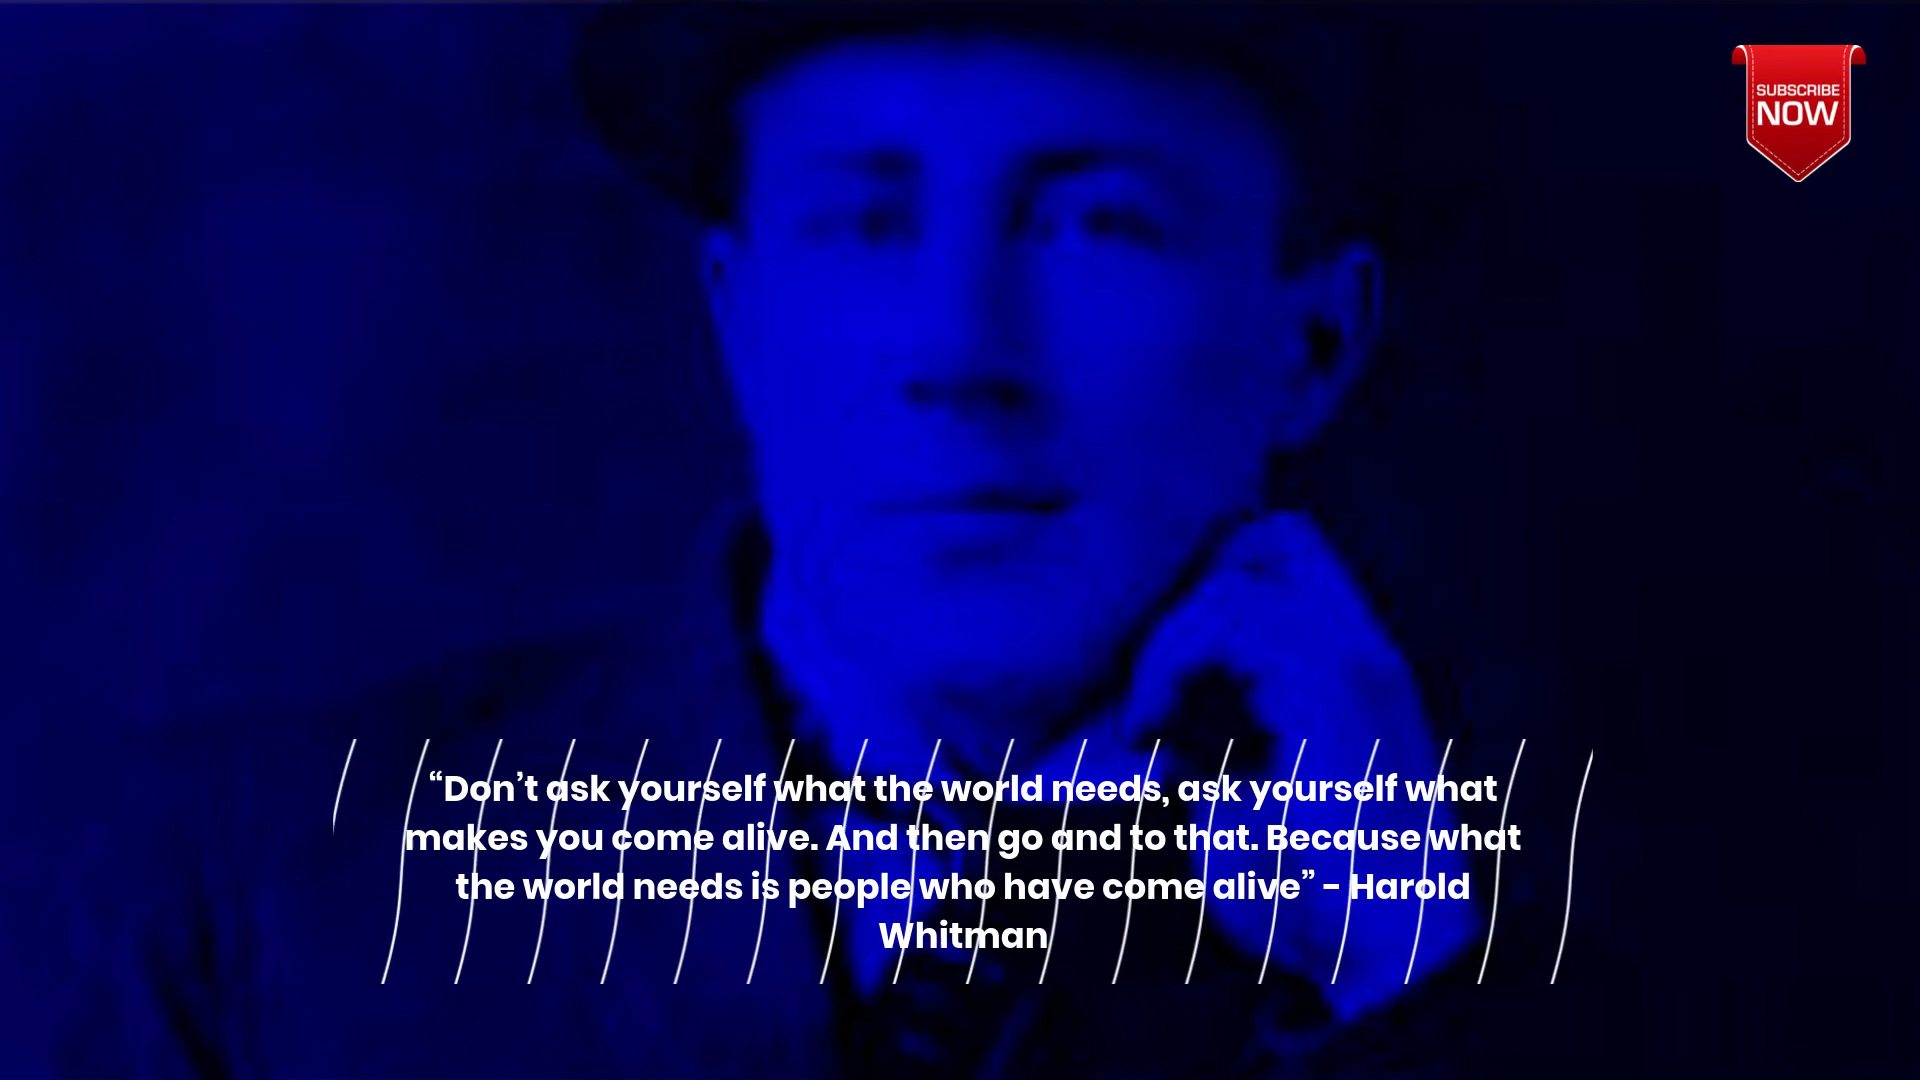 SUBSCRIBE
NOW
“Don’t ask yourself what the world needs, ask yourself what
makes you come alive. And then go and to that. Because what
the world needs is people who have come alive” – Harold
Whitman